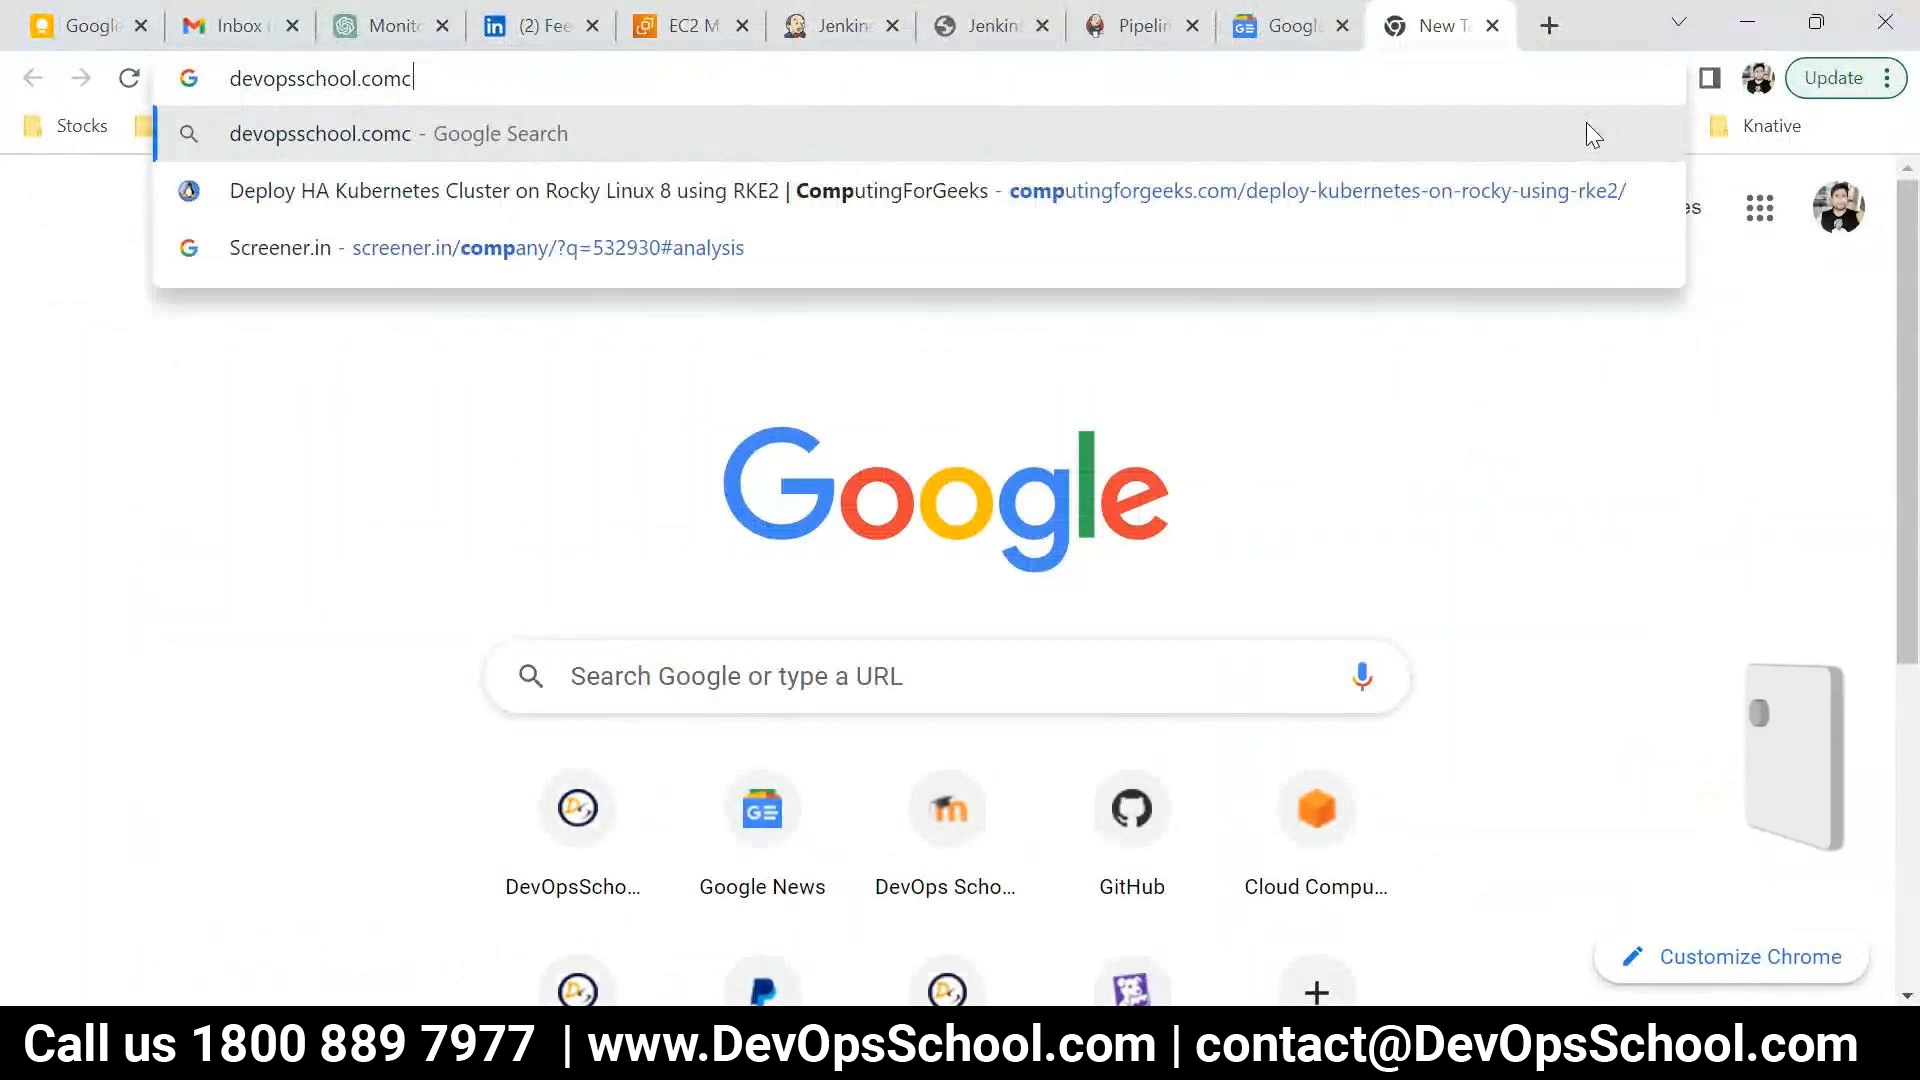 Google
Inbox
Monito
(2) Fee
EC2 M
Jenkin
Jenkin
Pipelin
Google
New Ta
devopsschool.comc
Update
Stocks
Knative
devopsschool.comc - Google Search
Deploy HA Kubernetes Cluster on Rocky Linux 8 using RKE2 | ComputingForGeeks - computingforgeeks.com/deploy-kubernetes-on-rocky-using-rke2/
Screener.in - screener.in/company/?q=532930#analysis
es
Google
Search Google or type a URL
DevOpsScho...
Google News
DevOps Scho...
GitHub
Cloud Compu...
Customize Chrome
Call us 1800 889 7977 | www.DevOpsSchool.com | contact@DevOpsSchool.com